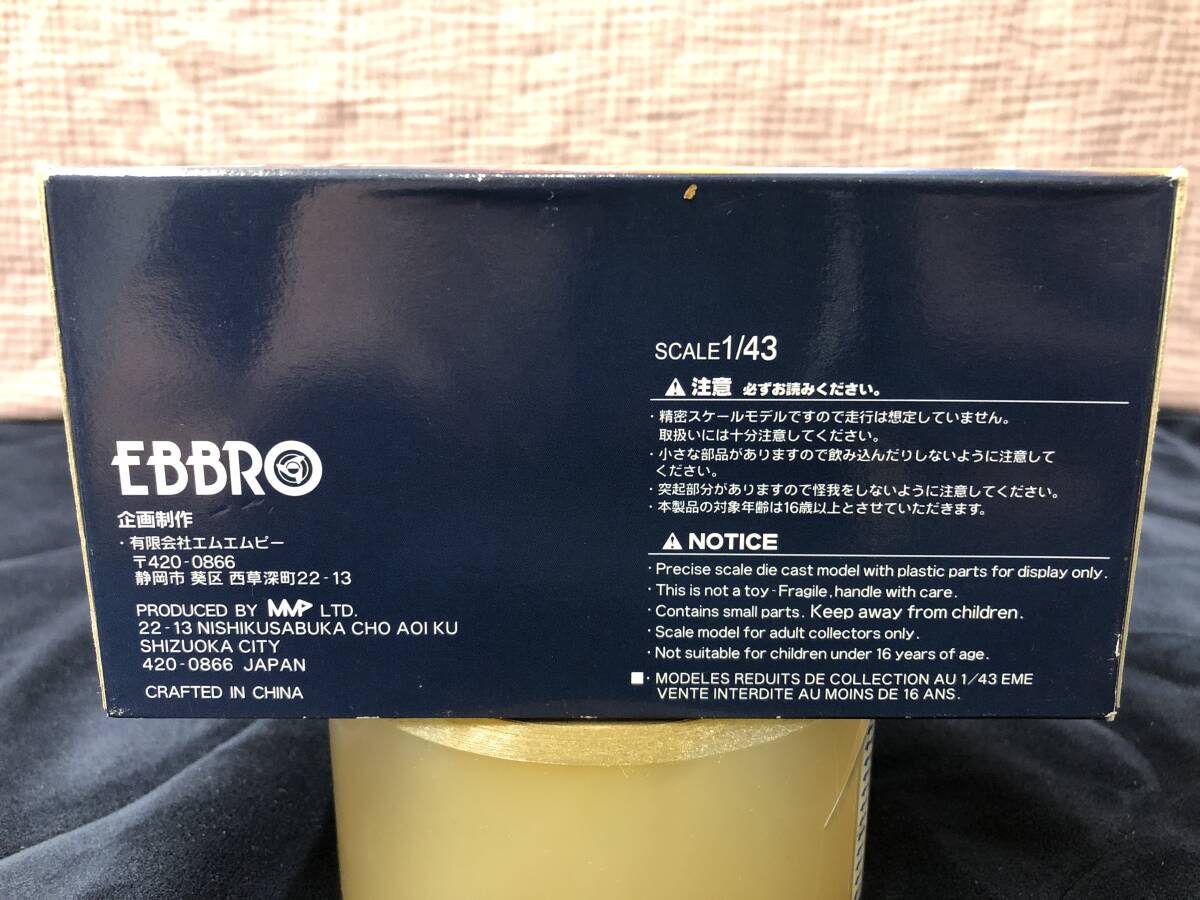 EBBRO
企画制作
・有限会社エムエムピー
〒420-0866
静岡市 葵区 西草深町22-13
PRODUCED BY MMP LTD.
22-13 NISHIKUSABUKA CHO AOI KU
SHIZUOKA CITY
420-0866 JAPAN
CRAFTED IN CHINA
SCALE1/43
⚠ 注意 必ずお読みください。
・精密スケールモデルですので走行は想定していません。
取扱いには十分注意してください。
・小さな部品がありますので飲み込んだりしないように注意して
ください。
・突起部分がありますので怪我をしないように注意してください。
・本製品の対象年齢は16歳以上とさせていただきます。
⚠ NOTICE
・Precise scale die cast model with plastic parts for display only.
・This is not a toy - Fragile, handle with care.
・Contains small parts. Keep away from children.
・Scale model for adult collectors only.
・Not suitable for children under 16 years of age.
■・MODELES REDUITS DE COLLECTION AU 1/43 EME
VENTE INTERDITE AU MOINS DE 16 ANS.